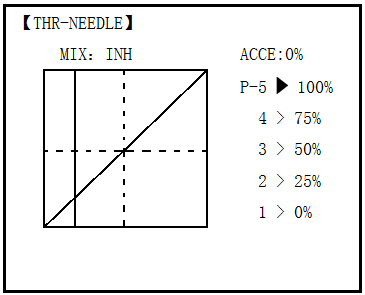 【THR-NEEDLE】
MIX: INH
ACCE:0%
P-5 ▶ 100%
4 > 75%
3 > 50%
2 > 25%
1 > 0%